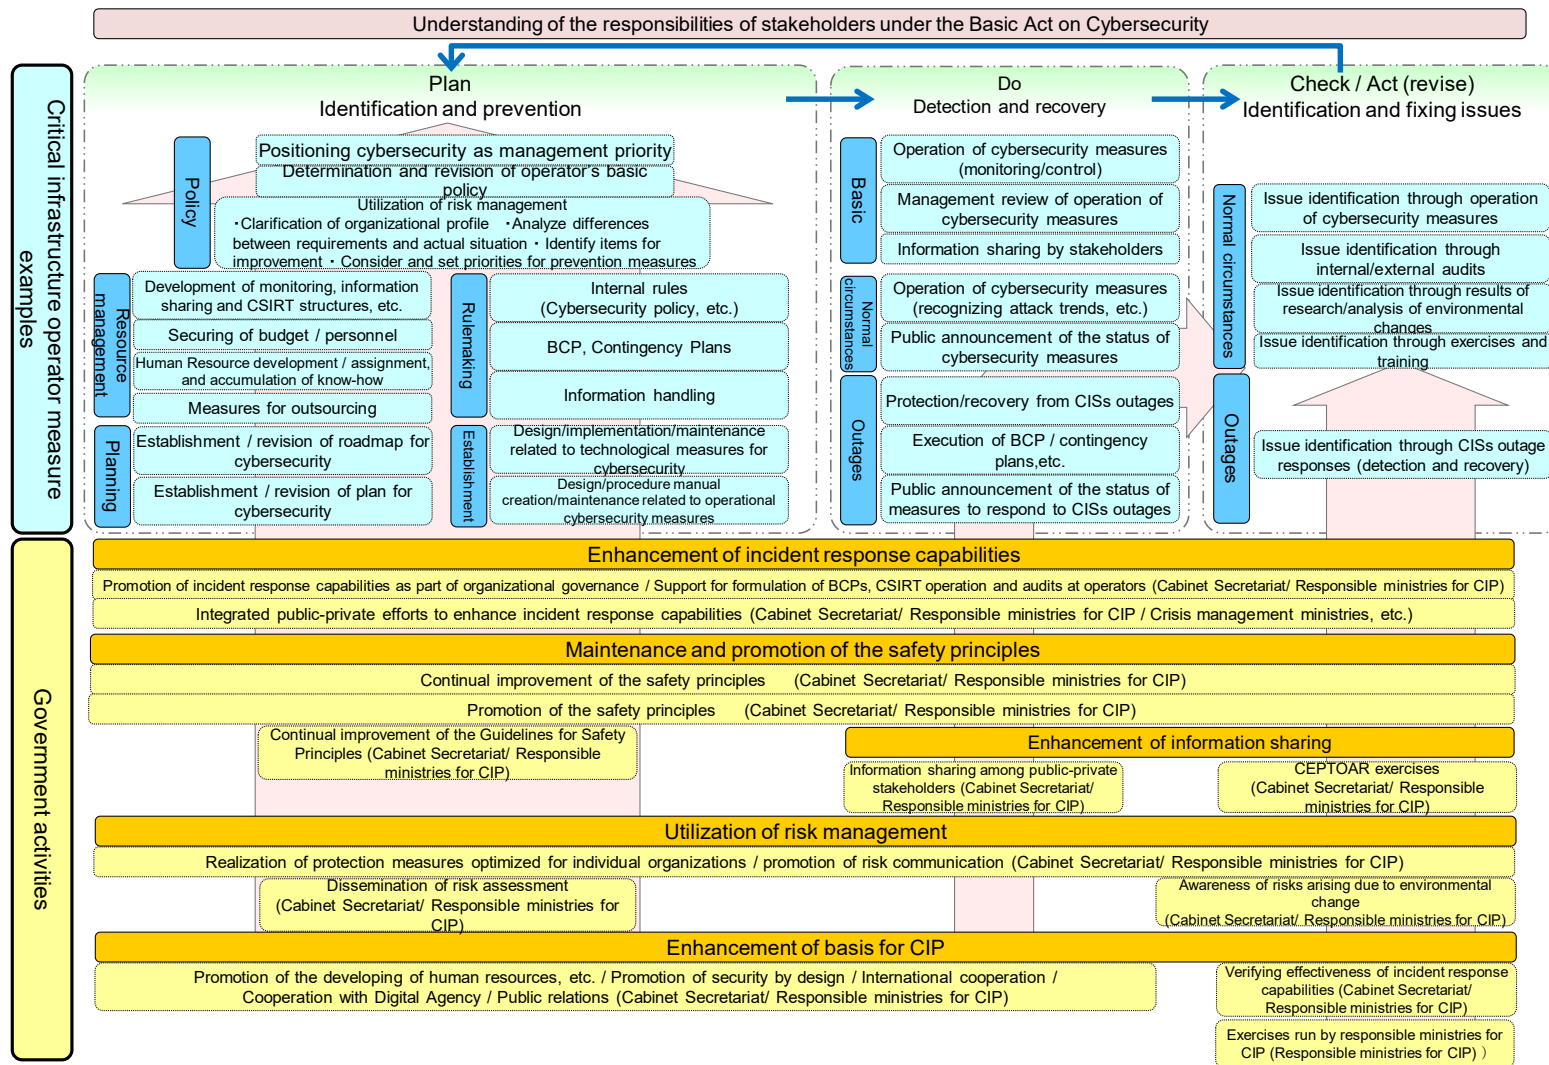 Understanding of the responsibilities of stakeholders under the Basic Act on Cybersecurity
Critical infrastructure operator measure
examples
Plan
Identification and prevention
Policy
Positioning cybersecurity as management priority
Determination and revision of operator's basic
policy
Utilization of risk management
・Clarification of organizational profile ・Analyze differences
between requirements and actual situation・Identify items for
improvement・Consider and set priorities for prevention measures
Resource
management
Development of monitoring, information
sharing and CSIRT structures, etc.
Securing of budget / personnel
Human Resource development / assignment,
and accumulation of know-how
Measures for outsourcing
Rulemaking
Internal rules
(Cybersecurity policy, etc.)
BCP, Contingency Plans
Information handling
Planning
Establishment / revision of roadmap for
cybersecurity
Establishment / revision of plan for
cybersecurity
Establishment
Design/implementation/maintenance
related to technological measures for
cybersecurity
Design/procedure manual
creation/maintenance related to operational
cybersecurity measures
Do
Detection and recovery
Basic
Operation of cybersecurity measures
(monitoring/control)
Management review of operation of
cybersecurity measures
Information sharing by stakeholders
Normal
circumstances
Operation of cybersecurity measures
(recognizing attack trends, etc.)
Public announcement of the status of
cybersecurity measures
Outages
Protection/recovery from CISs outages
Execution of BCP / contingency
plans,etc.
Public announcement of the status of
measures to respond to CISs outages
Check / Act (revise)
Identification and fixing issues
Normal circumstances
Issue identification through operation
of cybersecurity measures
Issue identification through
internal/external audits
Issue identification through results of
research/analysis of environmental
changes
Issue identification through exercises and
training
Outages
Issue identification through CISs outage
responses (detection and recovery)
Government activities
Enhancement of incident response capabilities
Promotion of incident response capabilities as part of organizational governance / Support for formulation of BCPs, CSIRT operation and audits at operators (Cabinet Secretariat/ Responsible ministries for CIP)
Integrated public-private efforts to enhance incident response capabilities (Cabinet Secretariat/ Responsible ministries for CIP / Crisis management ministries, etc.)
Maintenance and promotion of the safety principles
Continual improvement of the safety principles (Cabinet Secretariat/ Responsible ministries for CIP)
Promotion of the safety principles (Cabinet Secretariat/ Responsible ministries for CIP)
Continual improvement of the Guidelines for Safety
Principles (Cabinet Secretariat/ Responsible
ministries for CIP)
Enhancement of information sharing
Information sharing among public-private
stakeholders (Cabinet Secretariat/
Responsible ministries for CIP)
CEPTOAR exercises
(Cabinet Secretariat/ Responsible
ministries for CIP)
Utilization of risk management
Realization of protection measures optimized for individual organizations / promotion of risk communication (Cabinet Secretariat/ Responsible ministries for CIP)
Dissemination of risk assessment
(Cabinet Secretariat/ Responsible ministries for
CIP)
Awareness of risks arising due to environmental
change
(Cabinet Secretariat/ Responsible ministries for CIP)
Enhancement of basis for CIP
Promotion of the developing of human resources, etc. / Promotion of security by design / International cooperation /
Cooperation with Digital Agency / Public relations (Cabinet Secretariat/ Responsible ministries for CIP)
Verifying effectiveness of incident response
capabilities (Cabinet Secretariat/
Responsible ministries for CIP)
Exercises run by responsible ministries for
CIP (Responsible ministries for CIP) ）